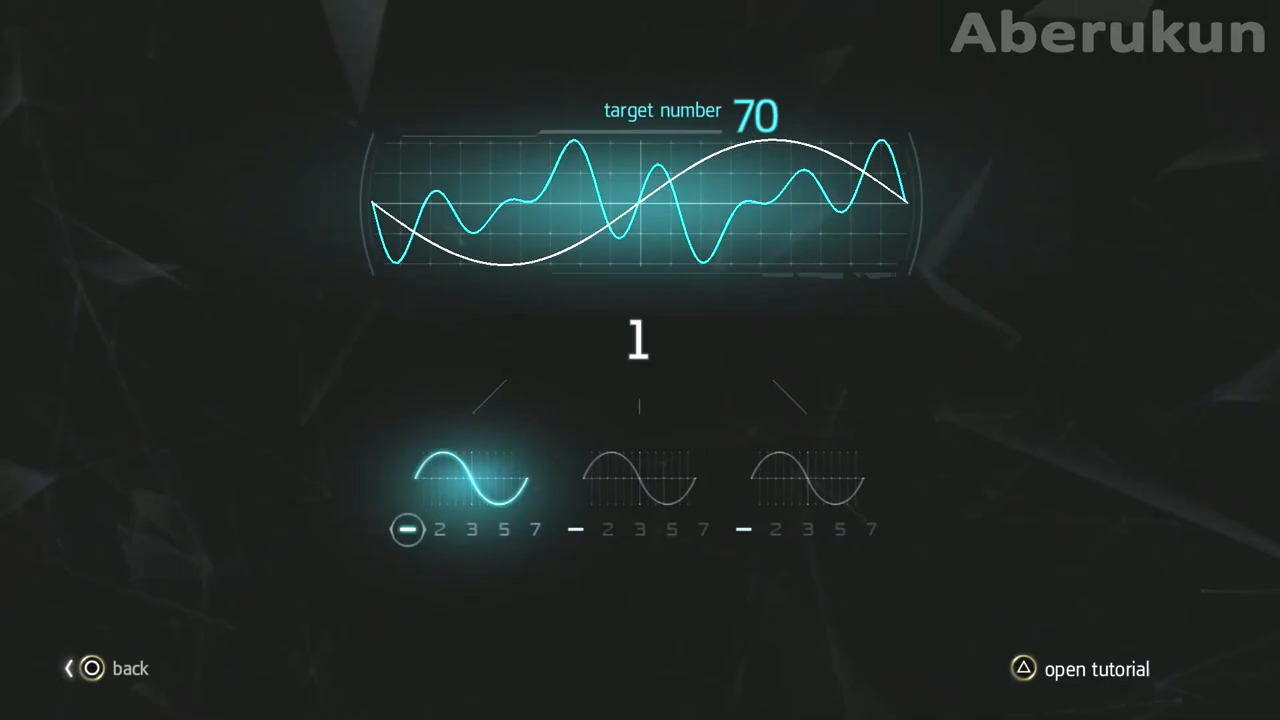 Aberukun
target number 70
1
- 2 3 5 7 - 2 3 5 7 - 2 3 5 7
back
open tutorial